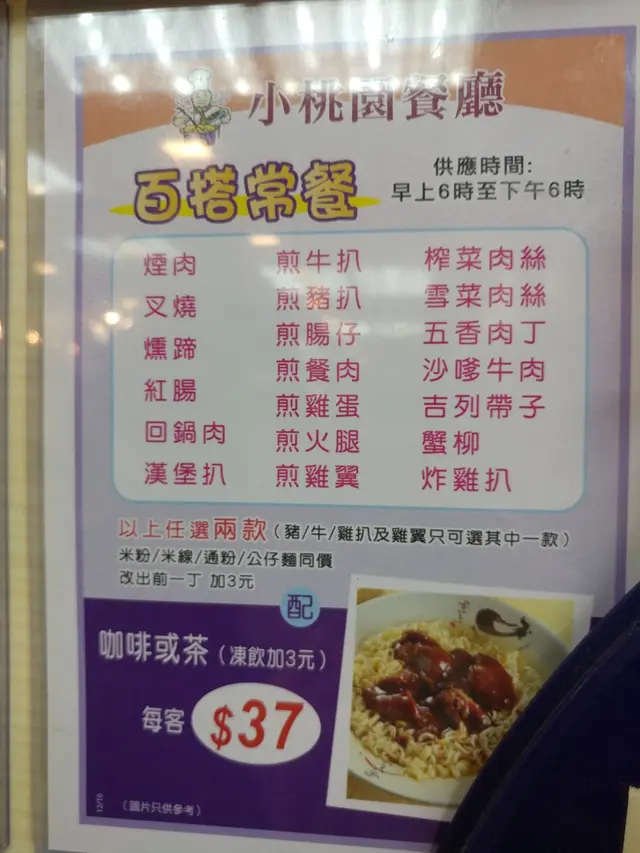 小桃園餐廳
百搭常餐
供應時間:
早上6時至下午6時
煙肉
叉燒
燻蹄
紅腸
回鍋肉
漢堡扒
煎牛扒
煎豬扒
煎腸仔
煎餐肉
煎雞蛋
煎火腿
煎雞翼
榨菜肉絲
雪菜肉絲
五香肉丁
沙嗲牛肉
吉列帶子
蟹柳
炸雞扒
以上任選兩款(豬/牛/雞扒及雞翼只可選其中一款)
米粉/米線/通粉/公仔麵同價
改出前一丁 加3元
配
咖啡或茶(凍飲加3元)
每客 $37
12/15
(圖片只供參考)